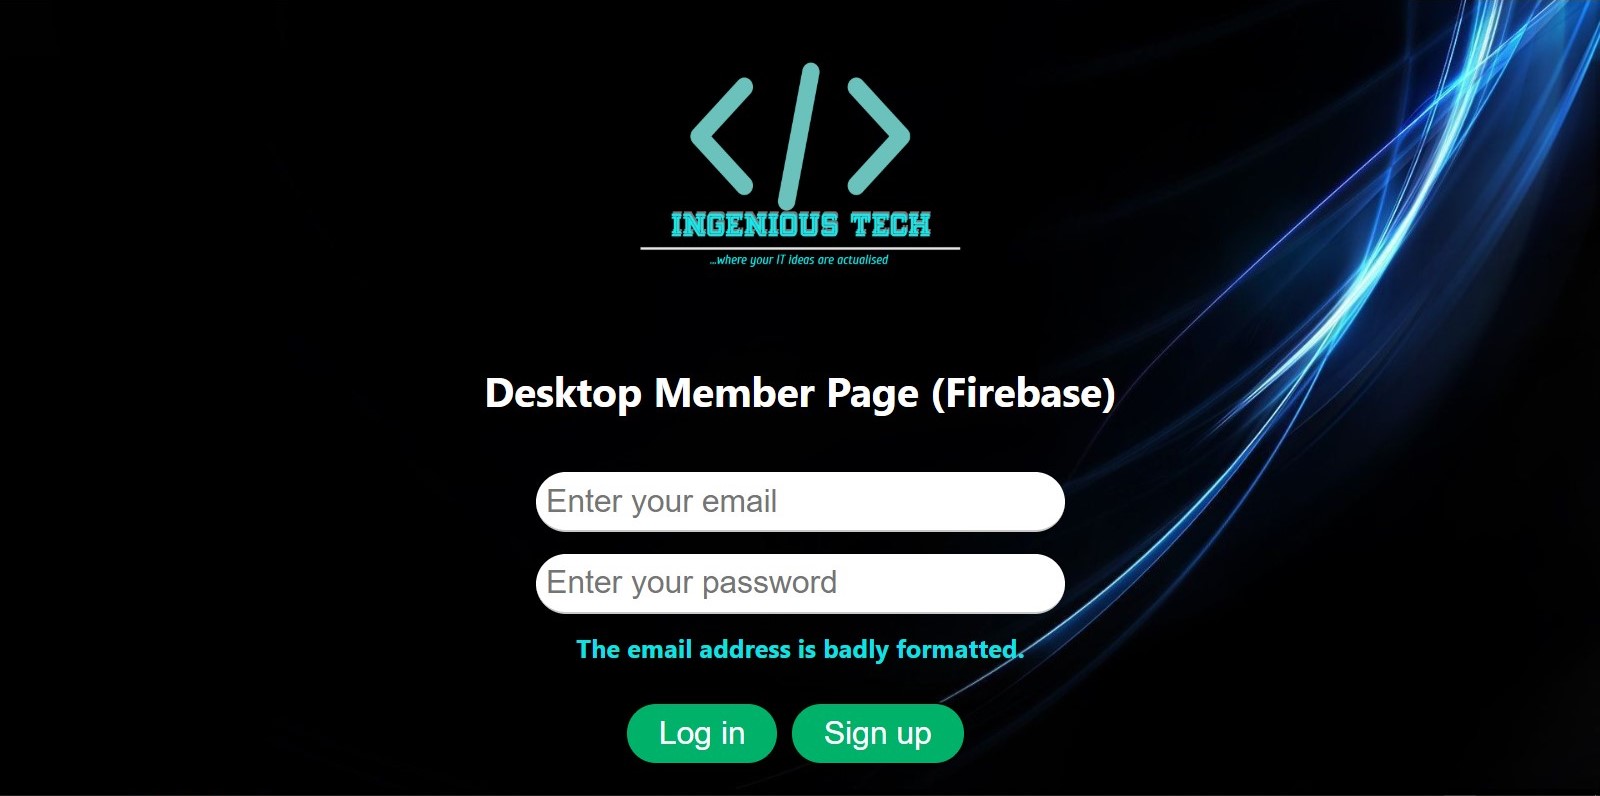 </>
INGENIOUS TECH
...where your IT ideas are actualised
Desktop Member Page (Firebase)
Enter your email
Enter your password
The email address is badly formatted.
Log in
Sign up